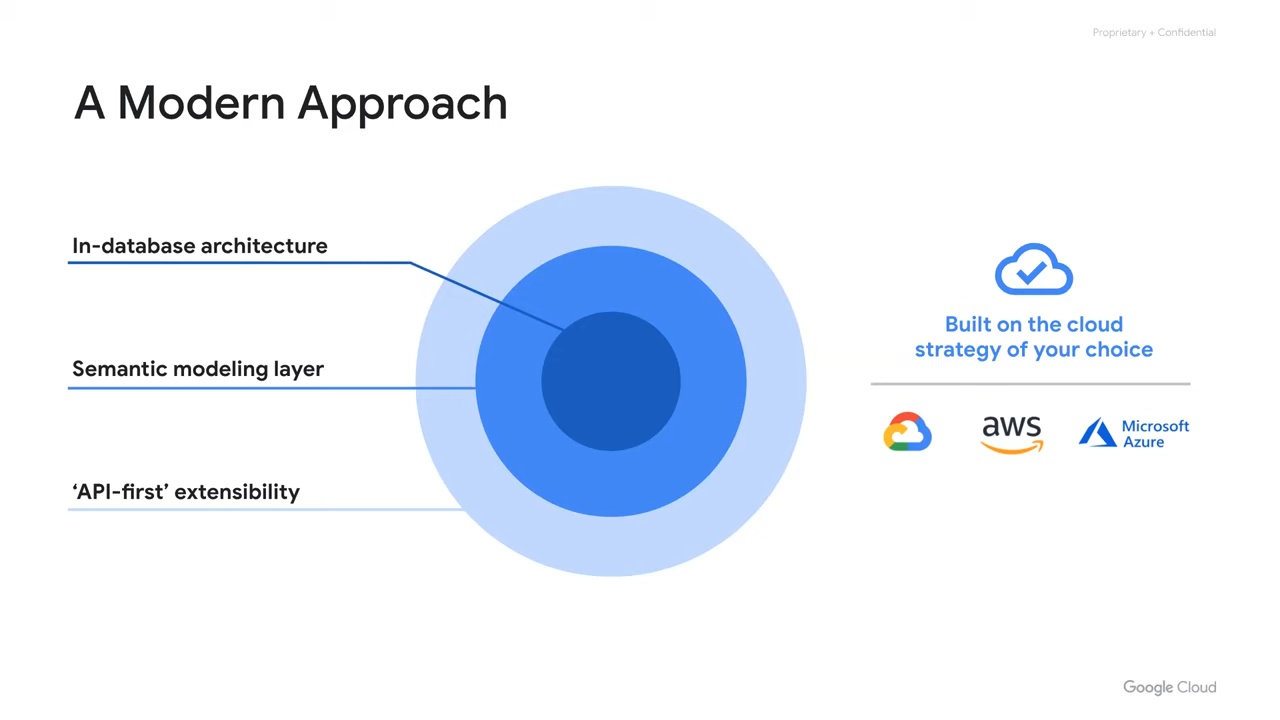 Proprietary + Confidential
A Modern Approach
In-database architecture
Semantic modeling layer
‘API-first’ extensibility
Built on the cloud
strategy of your choice
aws
Microsoft
Azure
Google Cloud